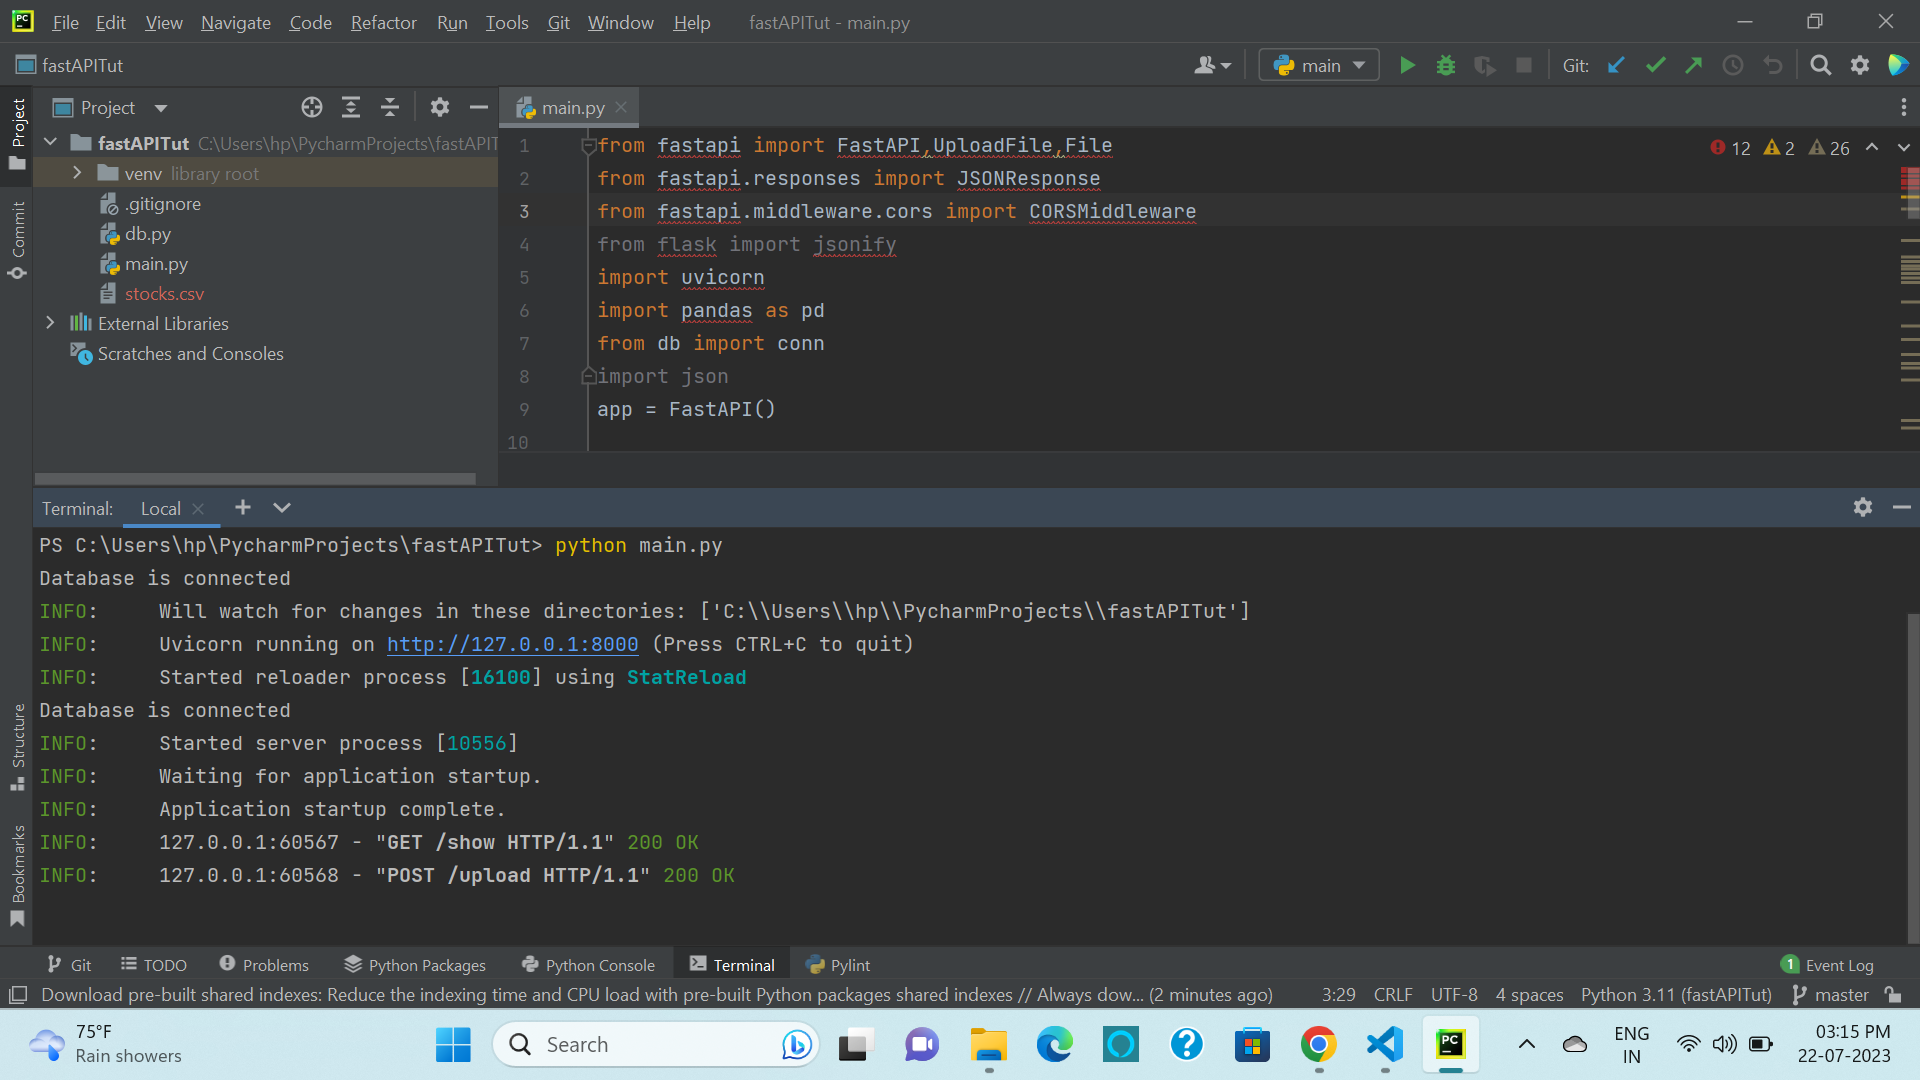 PC File Edit View Navigate Code Refactor Run Tools Git Window Help fastAPITut - main.py
fastAPITut main Git:
Project
Project main.py
fastAPITut C:\Users\hp\PycharmProjects\fastAPIT
venv library root
.gitignore
db.py
main.py
stocks.csv
External Libraries
Scratches and Consoles
Commit
12 2 26
1 from fastapi import FastAPI,UploadFile,File
2 from fastapi.responses import JSONResponse
3 from fastapi.middleware.cors import CORSMiddleware
4 from flask import jsonify
5 import uvicorn
6 import pandas as pd
7 from db import conn
8 import json
9 app = FastAPI()
10
Terminal: Local
PS C:\Users\hp\PycharmProjects\fastAPITut> python main.py
Database is connected
INFO: Will watch for changes in these directories: ['C:\\Users\\hp\\PycharmProjects\\fastAPITut']
INFO: Uvicorn running on http://127.0.0.1:8000 (Press CTRL+C to quit)
INFO: Started reloader process [16100] using StatReload
Database is connected
INFO: Started server process [10556]
INFO: Waiting for application startup.
INFO: Application startup complete.
INFO: 127.0.0.1:60567 - "GET /show HTTP/1.1" 200 OK
INFO: 127.0.0.1:60568 - "POST /upload HTTP/1.1" 200 OK
Structure
Bookmarks
Git TODO Problems Python Packages Python Console Terminal Pylint 1 Event Log
Download pre-built shared indexes: Reduce the indexing time and CPU load with pre-built Python packages shared indexes // Always dow... (2 minutes ago) 3:29 CRLF UTF-8 4 spaces Python 3.11 (fastAPITut) master
75°F
Rain showers
Search
PC
ENG
IN
03:15 PM
22-07-2023